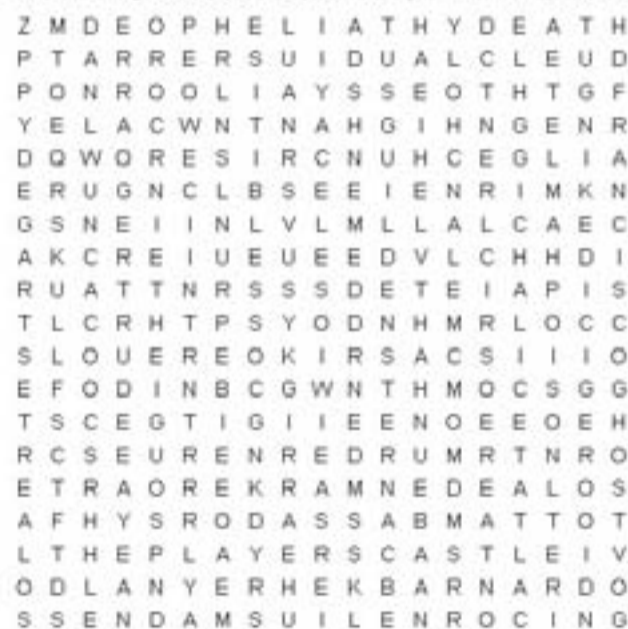 Z M D E O P H E L I A T H Y D E A T H
P T A R R E R S U I D U A L C L E U D
P O N R O O L I A Y S S E O T H T G F
Y E L A C W N T N A H G I H N G E N R
D Q W O R E S I R C N U H C E G L I A
E R U G N C L B S E E I E N R I M K N
G S N E I I N L V L M L L A L C A E C
A K C R E I U E U E E D V L C H H D I
R U A T T N R S S S D E T E I A P I S
T L C R H T P S Y O D N H M R L O C C
S L O U E R E O K I R S A C S I I I O
E F O D I N B C G W N T H M O C S G G
T S C E G T I G I I E E N O E E O E H
R C S E U R E N R E D R U M R T N R O
E T R A O R E K R A M N E D E A L O S
A F H Y S R O D A S S A B M A T T O T
L T H E P L A Y E R S C A S T L E I V
O D L A N Y E R H E K B A R N A R D O
S S E N D A M S U I L E N R O C I N G